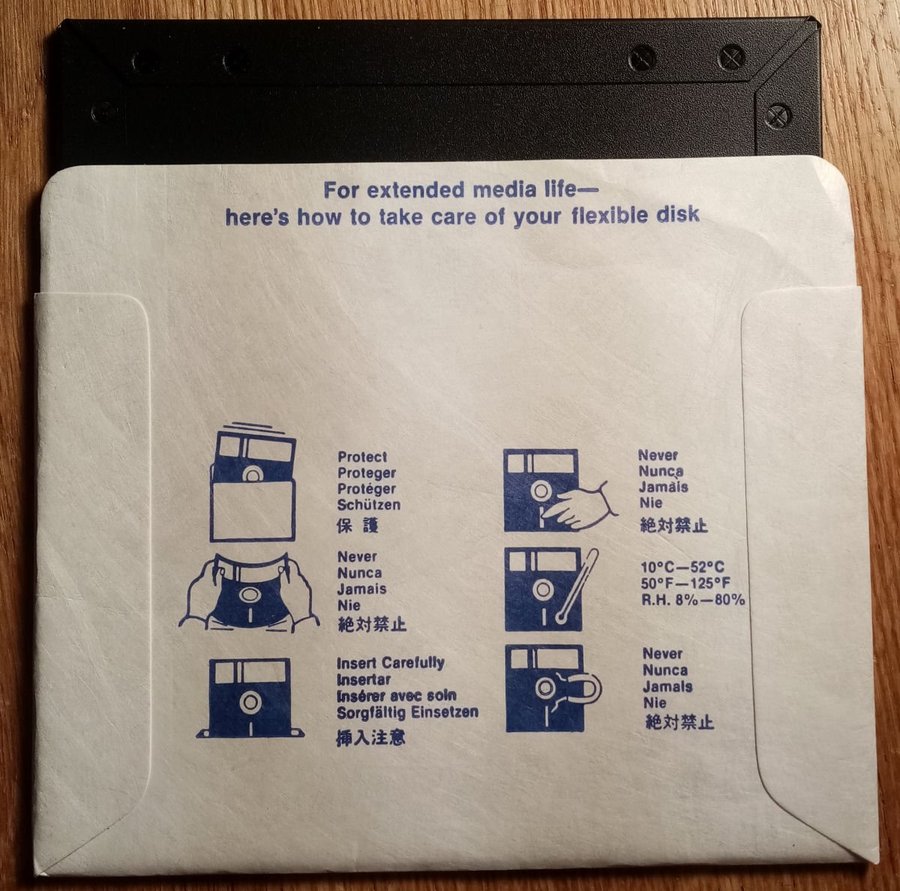 For extended media life—
here's how to take care of your flexible disk
Protect
Proteger
Protéger
Schützen
保護
Never
Nunca
Jamais
Nie
絶対禁止
Insert Carefully
Insertar
Insérer avec soin
Sorgfältig Einsetzen
挿入注意
Never
Nunca
Jamais
Nie
絶対禁止
10°C—52°C
50°F—125°F
R.H. 8%—80%
Never
Nunca
Jamais
Nie
絶対禁止